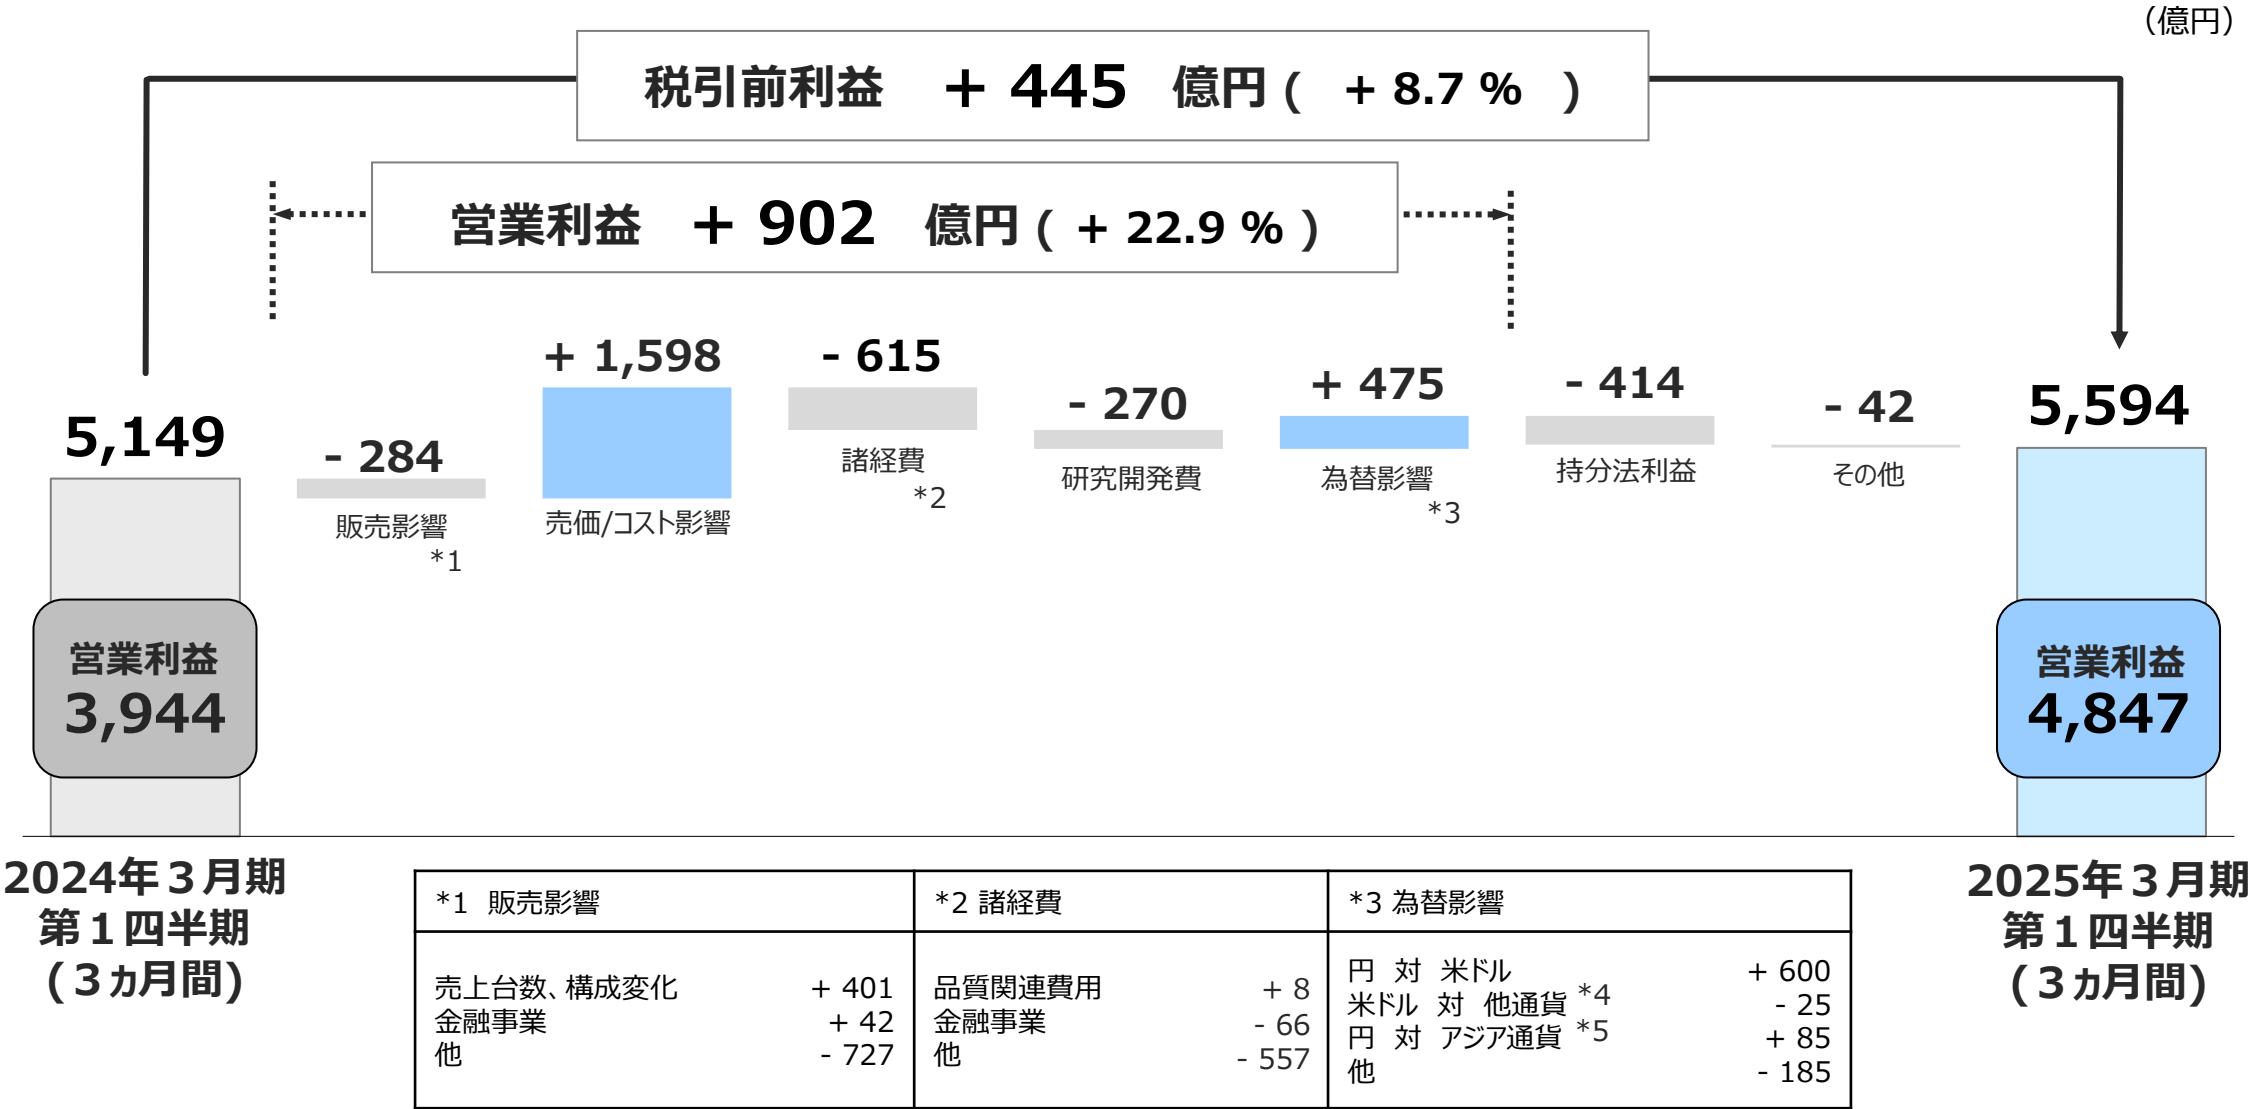 （億円）
税引前利益 + 445 億円 ( + 8.7 % )
営業利益 + 902 億円 ( + 22.9 % )
5,149
- 284
販売影響
*1
+ 1,598
売価/コスト影響
- 615
諸経費
*2
- 270
研究開発費
+ 475
為替影響
*3
- 414
持分法利益
- 42
その他
5,594
営業利益
3,944
営業利益
4,847
2024年３月期
第１四半期
(３ヵ月間)
2025年３月期
第１四半期
(３ヵ月間)
*1 販売影響
売上台数、構成変化 + 401
金融事業 + 42
他 - 727
*2 諸経費
品質関連費用 + 8
金融事業 - 66
他 - 557
*3 為替影響
円 対 米ドル + 600
米ドル 対 他通貨 *4 - 25
円 対 アジア通貨 *5 + 85
他 - 185